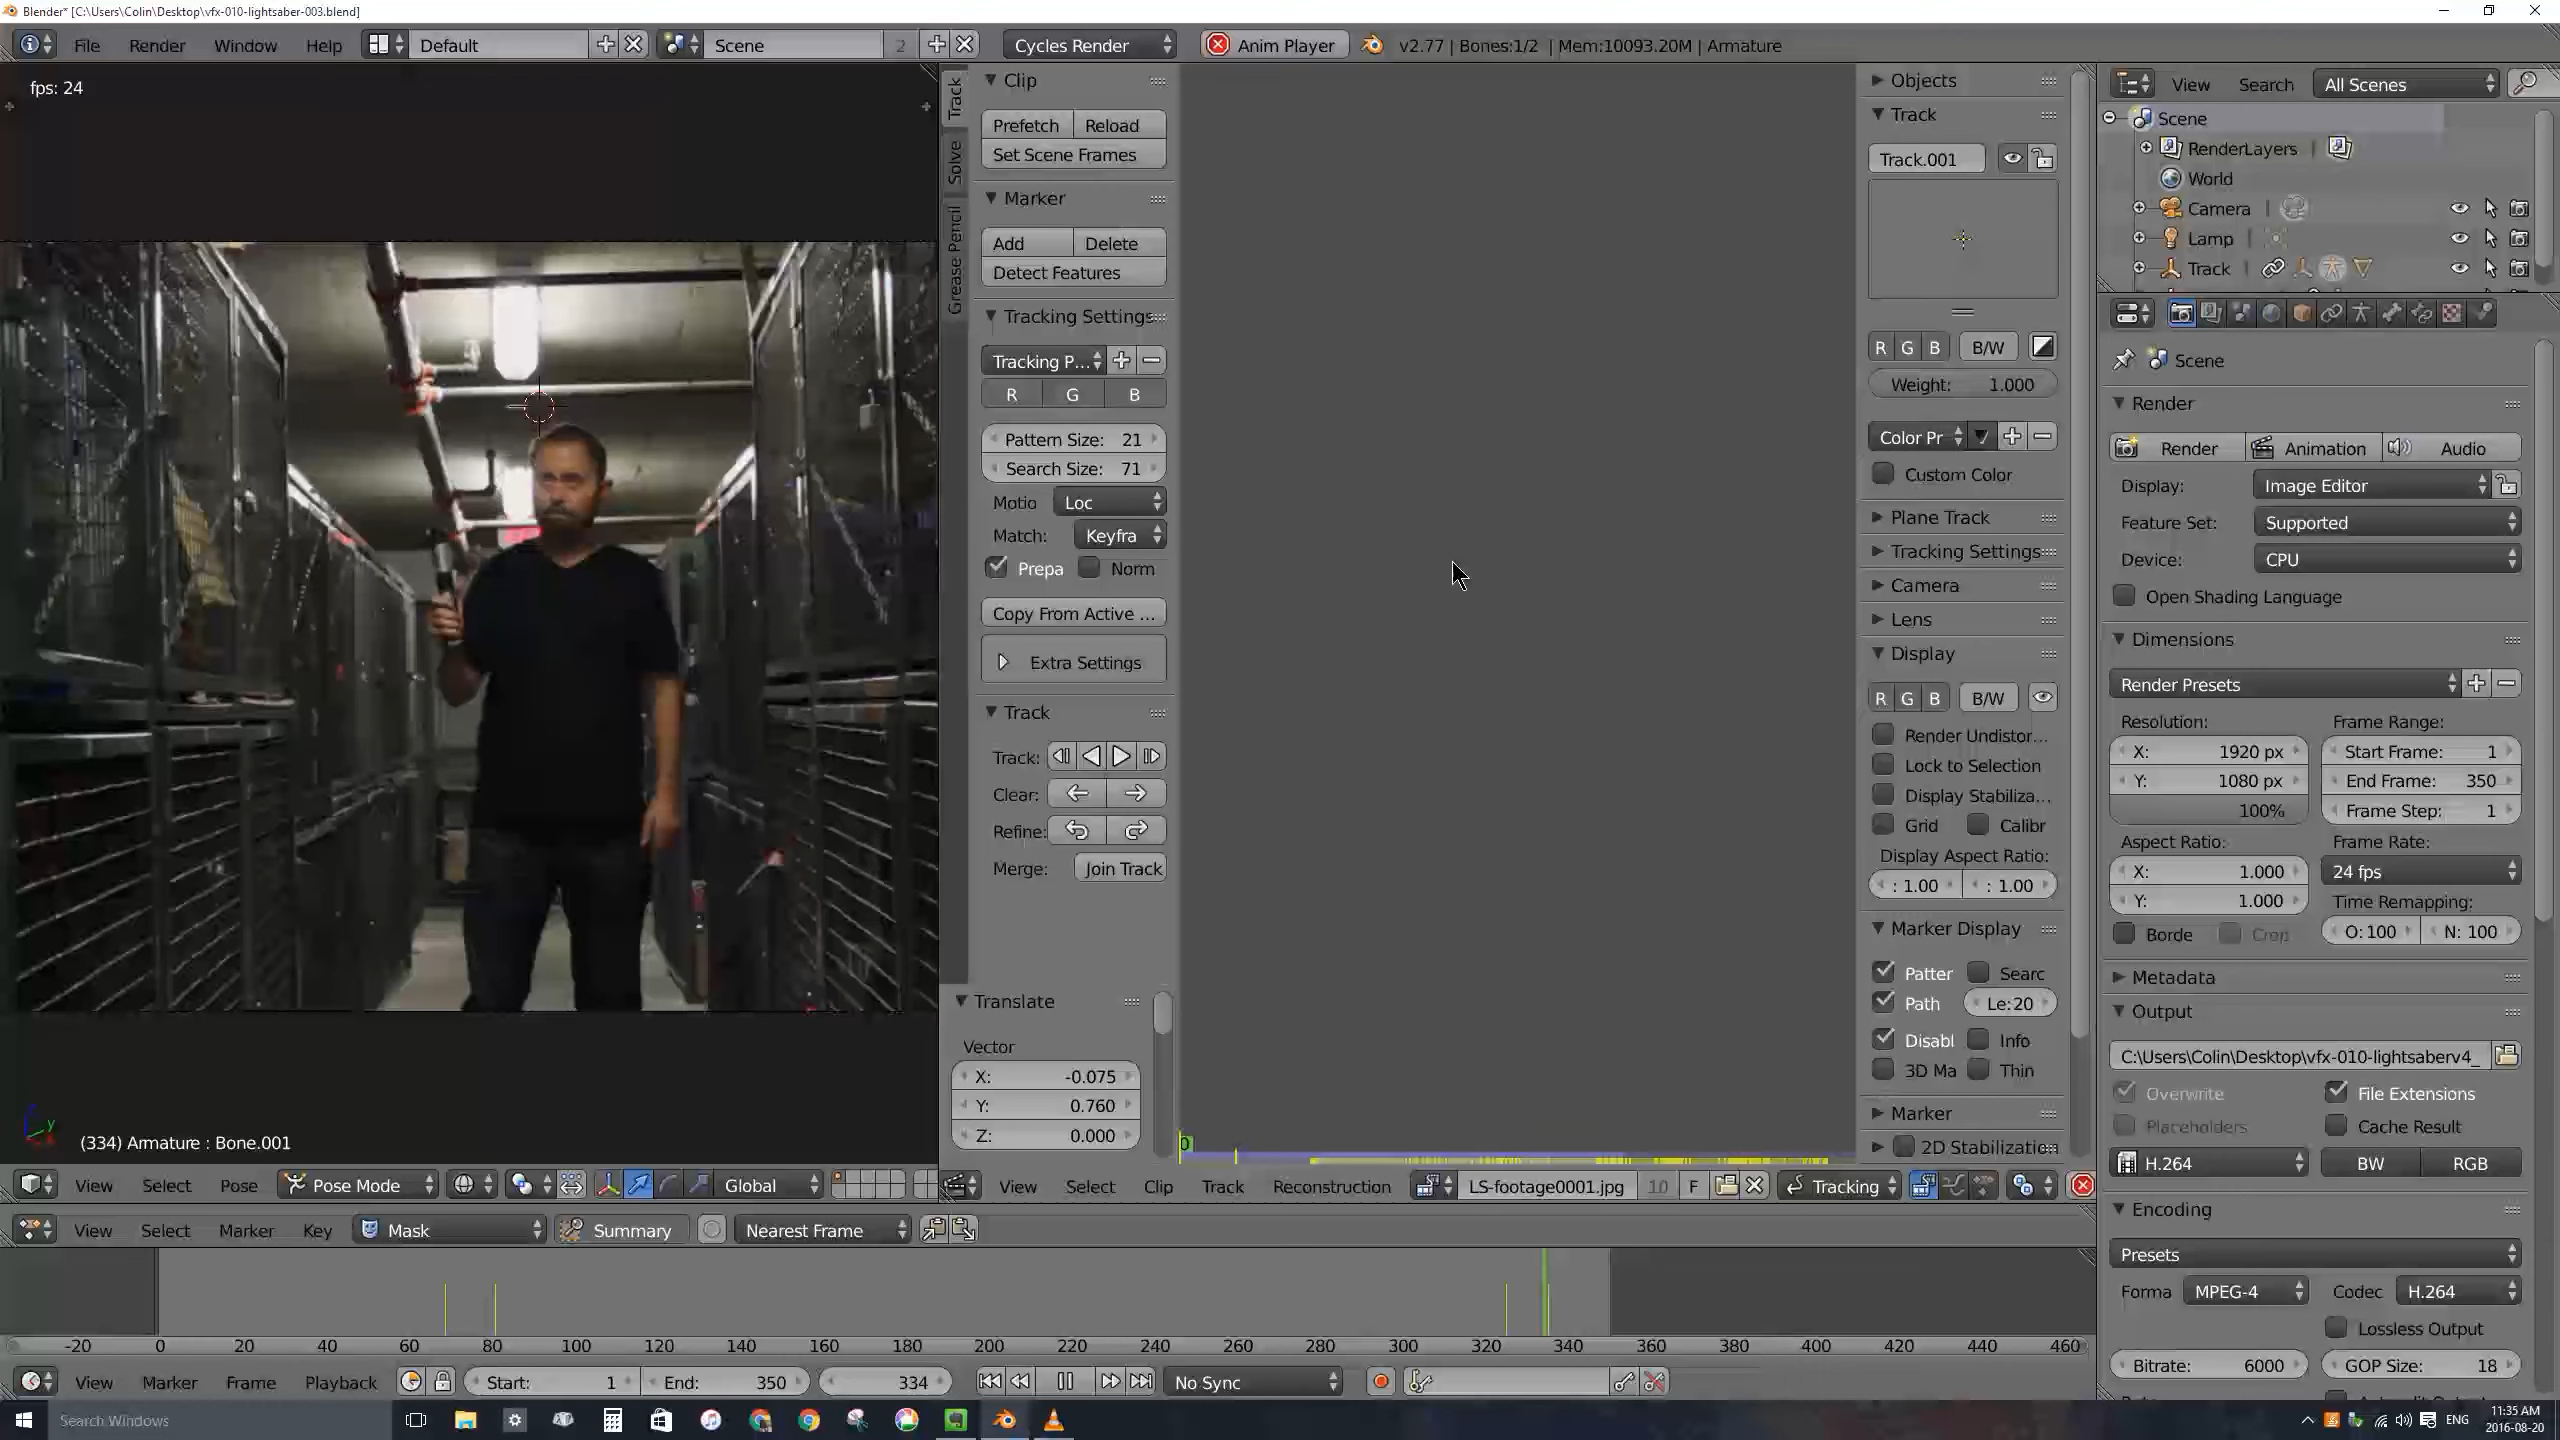 Blender* [C:\Users\Colin\Desktop\vfx-010-lightsaber-003.blend]
File Render Window Help Default Scene 2 Cycles Render Anim Player v2.77 | Bones:1/2 | Mem:10093.20M | Armature
fps: 24
(334) Armature : Bone.001
Track
Solve
Grease Pencil
Clip
Prefetch Reload
Set Scene Frames
Marker
Add Delete
Detect Features
Tracking Settings
Tracking P...
R G B
Pattern Size: 21
Search Size: 71
Motio Loc
Match: Keyfra
Prepa Norm
Copy From Active ...
Extra Settings
Track
Track:
Clear:
Refine:
Merge: Join Track
Translate
Vector
X: -0.075
Y: 0.760
Z: 0.000
0
Objects
Track
Track.001
R G B B/W
Weight: 1.000
Color Pr
Custom Color
Plane Track
Tracking Settings
Camera
Lens
Display
R G B B/W
Render Undistor...
Lock to Selection
Display Stabiliza...
Grid Calibr
Display Aspect Ratio:
: 1.00 : 1.00
Marker Display
Patter Searc
Path Le:20
Disabl Info
3D Ma Thin
Marker
2D Stabilization
View Search All Scenes
Scene
RenderLayers |
World
Camera |
Lamp |
Track |
Scene
Render
Render Animation Audio
Display: Image Editor
Feature Set: Supported
Device: CPU
Open Shading Language
Dimensions
Render Presets
Resolution: Frame Range:
X: 1920 px Start Frame: 1
Y: 1080 px End Frame: 350
100% Frame Step: 1
Aspect Ratio: Frame Rate:
X: 1.000 24 fps
Y: 1.000 Time Remapping:
Borde Crop O: 100 N: 100
Metadata
Output
C:\Users\Colin\Desktop\vfx-010-lightsaberv4_
Overwrite File Extensions
Placeholders Cache Result
H.264 BW RGB
Encoding
Presets
Forma MPEG-4 Codec H.264
Lossless Output
Bitrate: 6000 GOP Size: 18
View Select Pose Pose Mode Global
View Select Clip Track Reconstruction LS-footage0001.jpg 10 F Tracking
View Select Marker Key Mask Summary Nearest Frame
-20 0 20 40 60 80 100 120 140 160 180 200 220 240 260 280 300 320 340 360 380 400 420 440 460
View Marker Frame Playback Start: 1 End: 350 334 No Sync
Search Windows
ENG
11:35 AM
2016-08-20